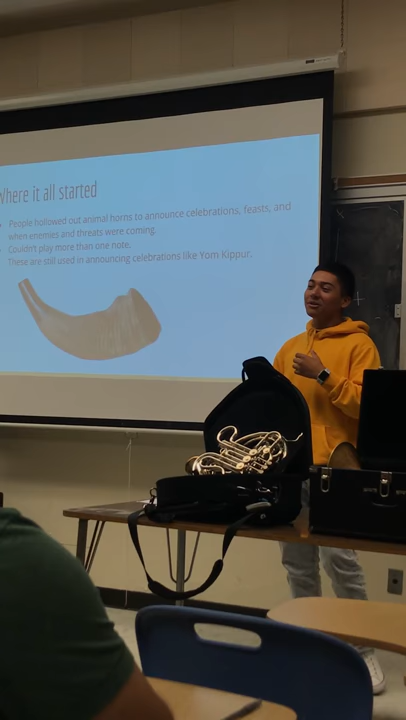 Where it all started
People hollowed out animal horns to announce celebrations, feasts, and
when enemies and threats were coming.
Couldn't play more than one note.
These are still used in announcing celebrations like Yom Kippur.